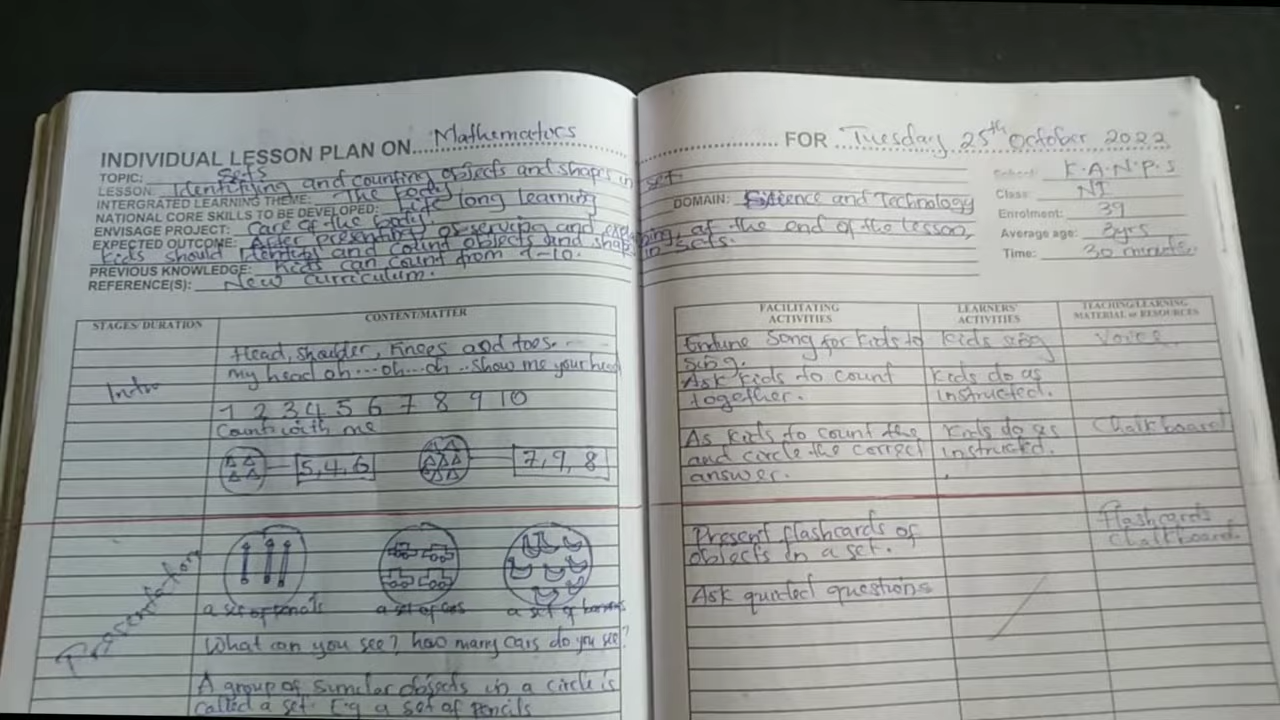 INDIVIDUAL LESSON PLAN ON Mathematics
FOR Tuesday 25th October 2022
TOPIC: Sets
LESSON: Identifying and counting objects and shapes in set.
INTERGRATED LEARNING THEME: The body
NATIONAL CORE SKILLS TO BE DEVELOPED: Life long learning
ENVISAGE PROJECT: Care of the body.
EXPECTED OUTCOME: After presenting observing and explaining, at the end of the lesson,
kids should Identify and count objects and shapes in sets.
PREVIOUS KNOWLEDGE: kids can count from 1-10.
REFERENCE(S): New curriculum.
DOMAIN: Science and Technology
School: K.A.N.P.S
Class: N1
Enrolment: 39
Average age: 3yrs
Time: 30 minutes
STAGES/DURATION
CONTENT/MATTER
Intro
Head, shoulder, knees and toes.
my head oh...oh...oh..show me your head
1 2 3 4 5 6 7 8 9 10
Count with me
5,4,6
7,9,8
Presentation
a set of pencils
a set of cars
a set of
What can you see? how many cars do you see?
A group of similar objects in a circle is
called a set. E.g a set of pencils
FACILITATING
ACTIVITIES
Song for kids to
sing.
Ask kids to count
together.
As kids to count the
and circle the correct
answer.
Present flashcards of
objects in a set.
Ask guided questions
LEARNERS'
ACTIVITIES
Kids sing
Kids do as
instructed.
Kids do as
instructed.
TEACHING/LEARNING
MATERIAL or RESOURCES
Voice
Chalkboard
Flashcards
Chalkboard